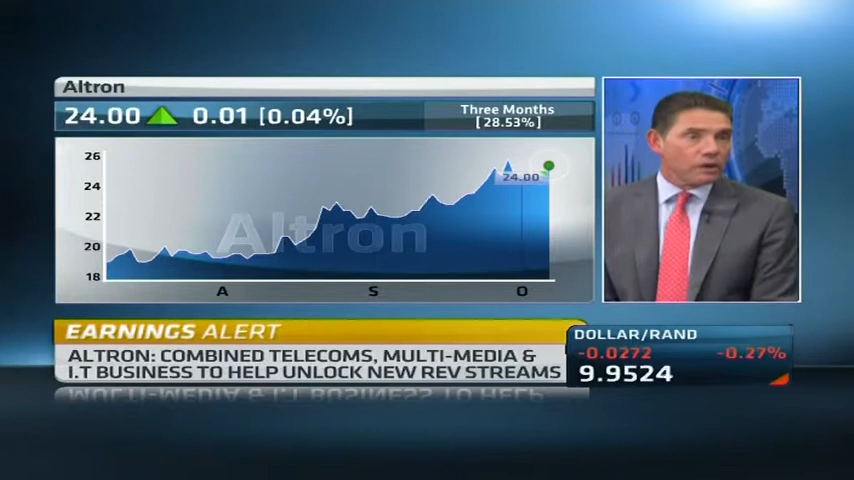 Altron
24.00 0.01 [0.04%]
Three Months
[28.53%]
26
24
22
20
18
24.00
Altron
A S O
EARNINGS ALERT
ALTRON: COMBINED TELECOMS, MULTI-MEDIA &
I.T BUSINESS TO HELP UNLOCK NEW REV STREAMS
DOLLAR/RAND
-0.0272 -0.27%
9.9524